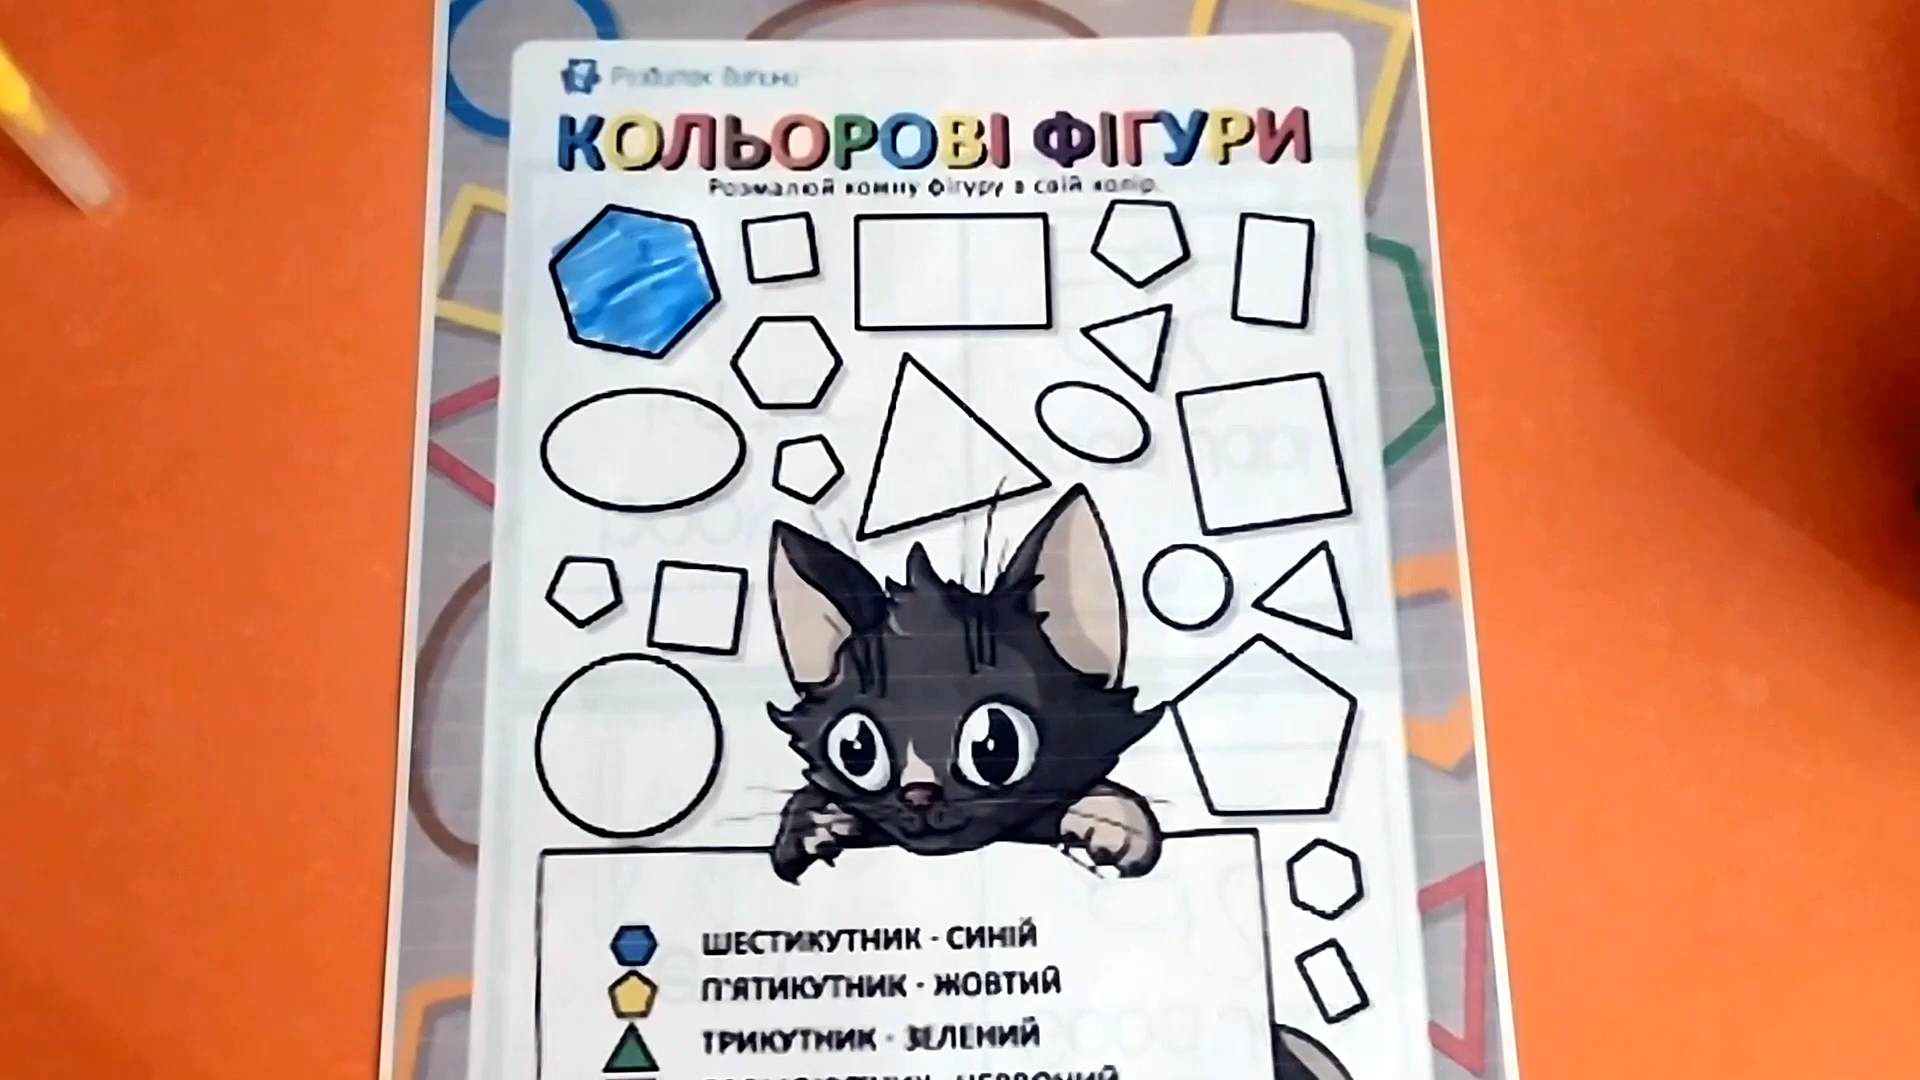 КОЛЬОРОВІ ФІГУРИ
Розмалюй кожну фігуру в свій колір.
ШЕСТИКУТНИК - СИНІЙ
П'ЯТИКУТНИК - ЖОВТИЙ
ТРИКУТНИК - ЗЕЛЕНИЙ